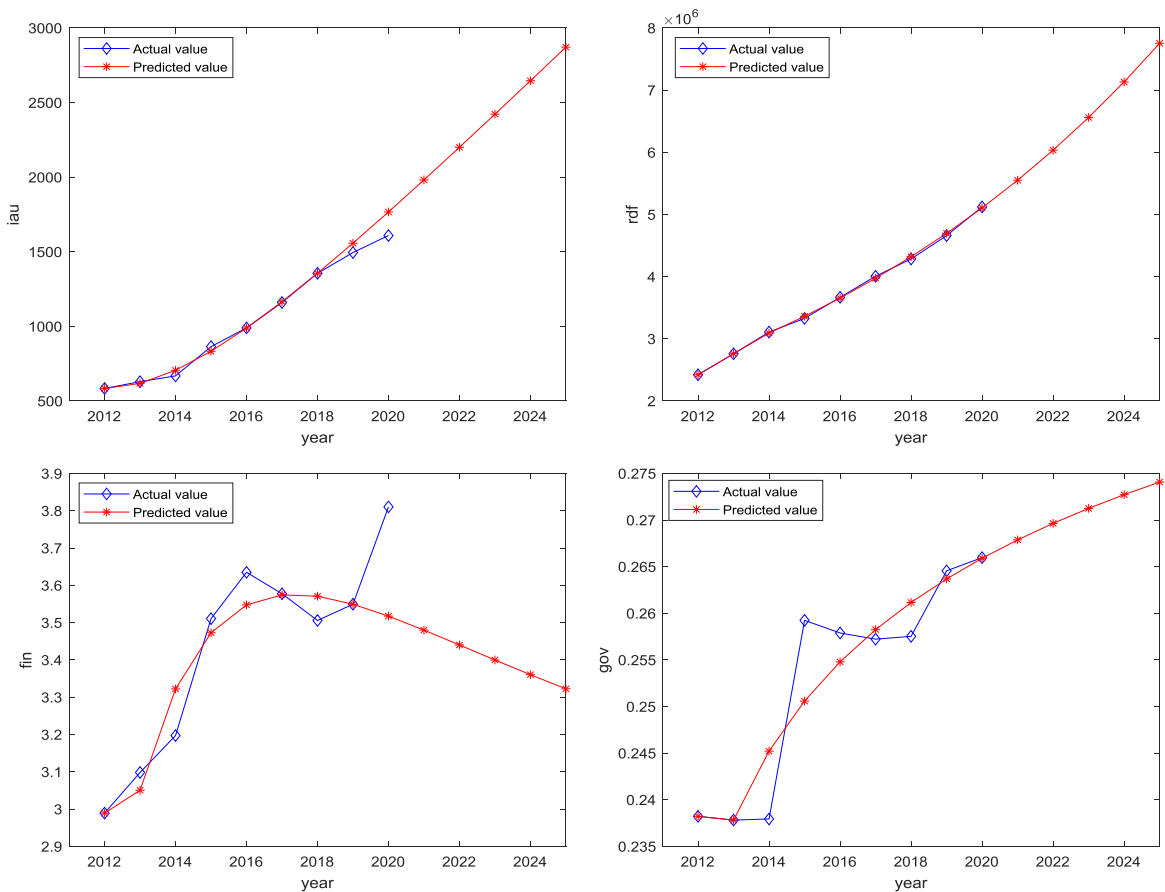 3000
2500
2000
1500
1000
500
iau
Actual value
Predicted value
2012 2014 2016 2018 2020 2022 2024
year
×10⁶
8
7
6
5
4
3
2
rdf
Actual value
Predicted value
2012 2014 2016 2018 2020 2022 2024
year
3.9
3.8
3.7
3.6
3.5
3.4
3.3
3.2
3.1
3
2.9
fin
Actual value
Predicted value
2012 2014 2016 2018 2020 2022 2024
year
0.275
0.27
0.265
0.26
0.255
0.25
0.245
0.24
0.235
gov
Actual value
Predicted value
2012 2014 2016 2018 2020 2022 2024
year